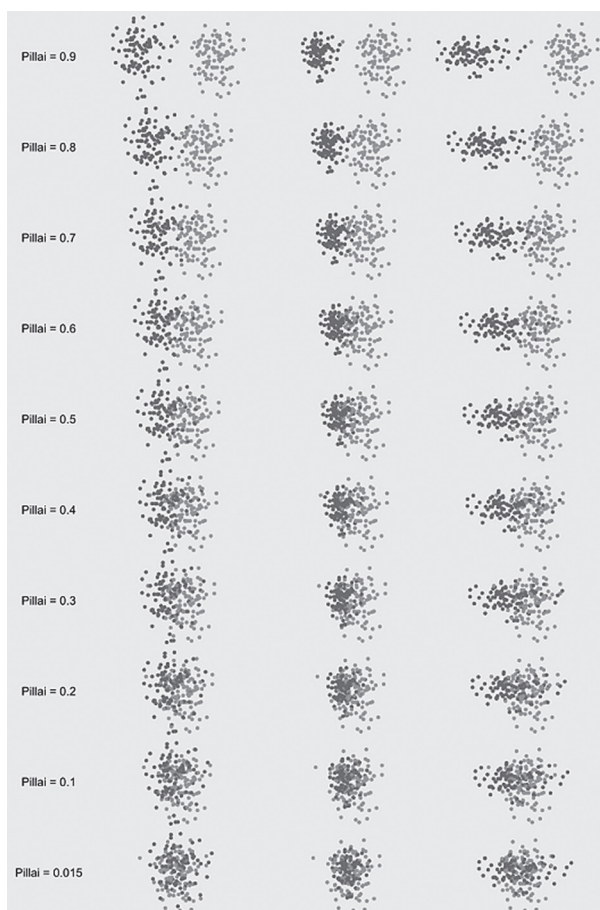 Pillai = 0.9
Pillai = 0.8
Pillai = 0.7
Pillai = 0.6
Pillai = 0.5
Pillai = 0.4
Pillai = 0.3
Pillai = 0.2
Pillai = 0.1
Pillai = 0.015